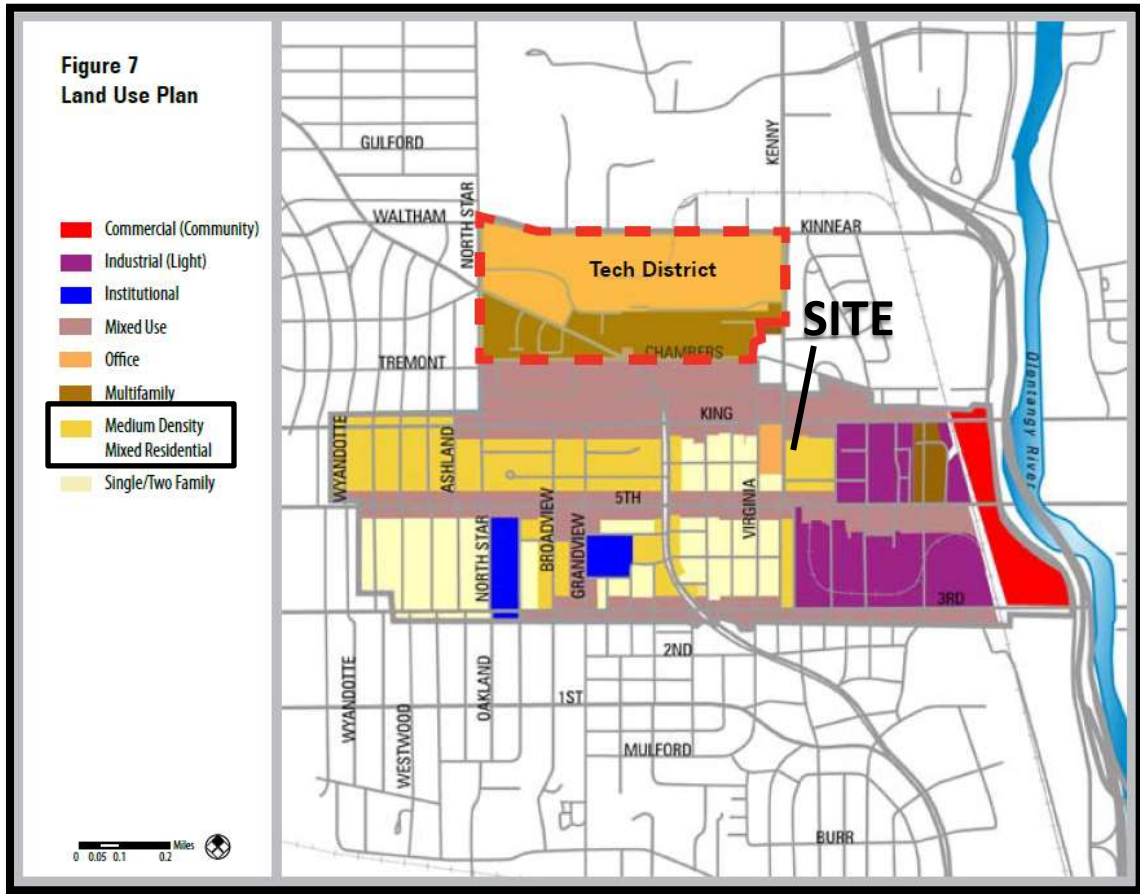 Figure 7
Land Use Plan
Commercial (Community)
Industrial (Light)
Institutional
Mixed Use
Office
Multifamily
Medium Density
Mixed Residential
Single/Two Family
Miles
0 0.05 0.1 0.2
GULFORD
KENNY
WALTHAM
NORTH STAR
KINNEAR
Tech District
SITE
CHAMBERS
TREMONT
KING
WYANDOTTE
ASHLAND
5TH
VIRGINIA
BROADVIEW
GRANDVIEW
NORTH STAR
3RD
Olentangy River
2ND
WYANDOTTE
OAKLAND
1ST
WESTWOOD
MULFORD
BURR